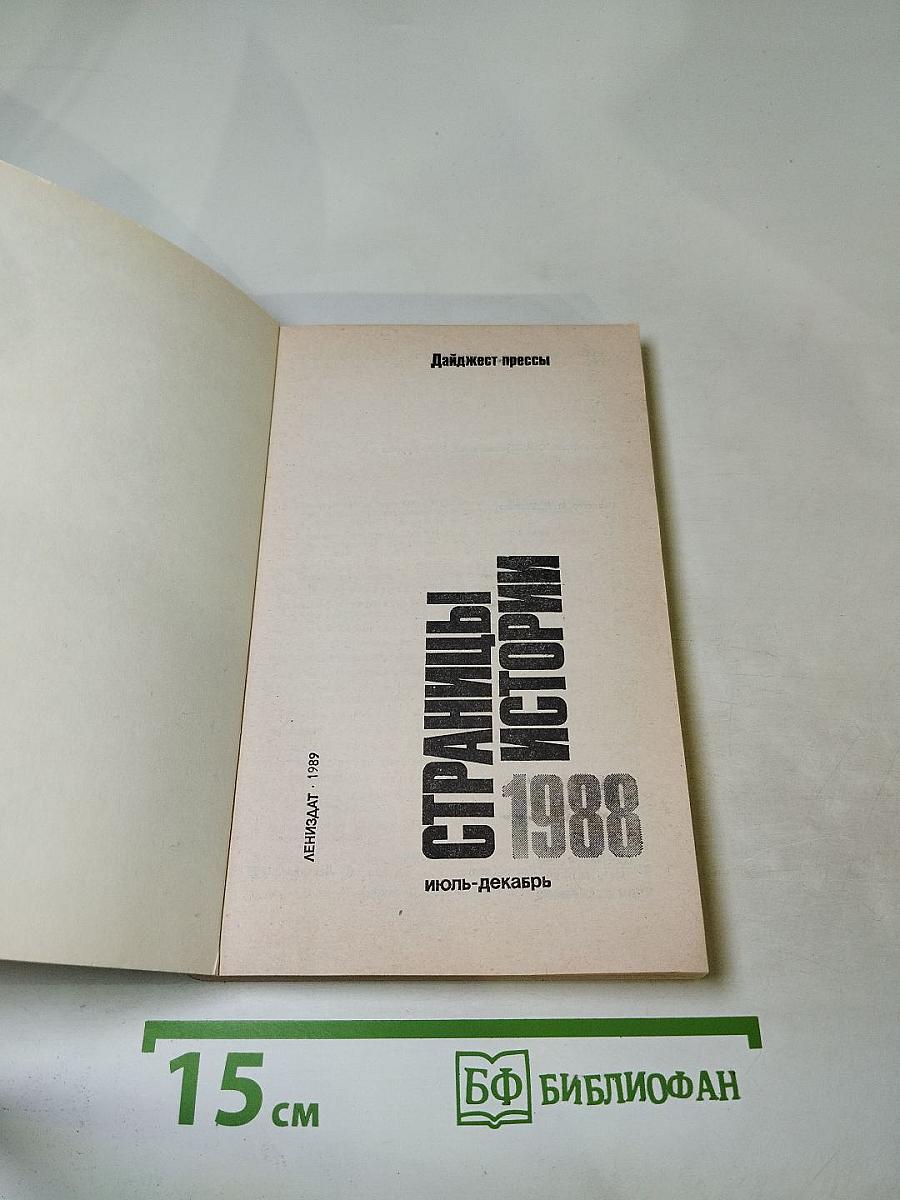 Дайджест прессы
СТРАНИЦЫ
ИСТОРИИ
1988
июль-декабрь
ЛЕНИЗДАТ · 1989
15 см
БФ БИБЛИОФАН